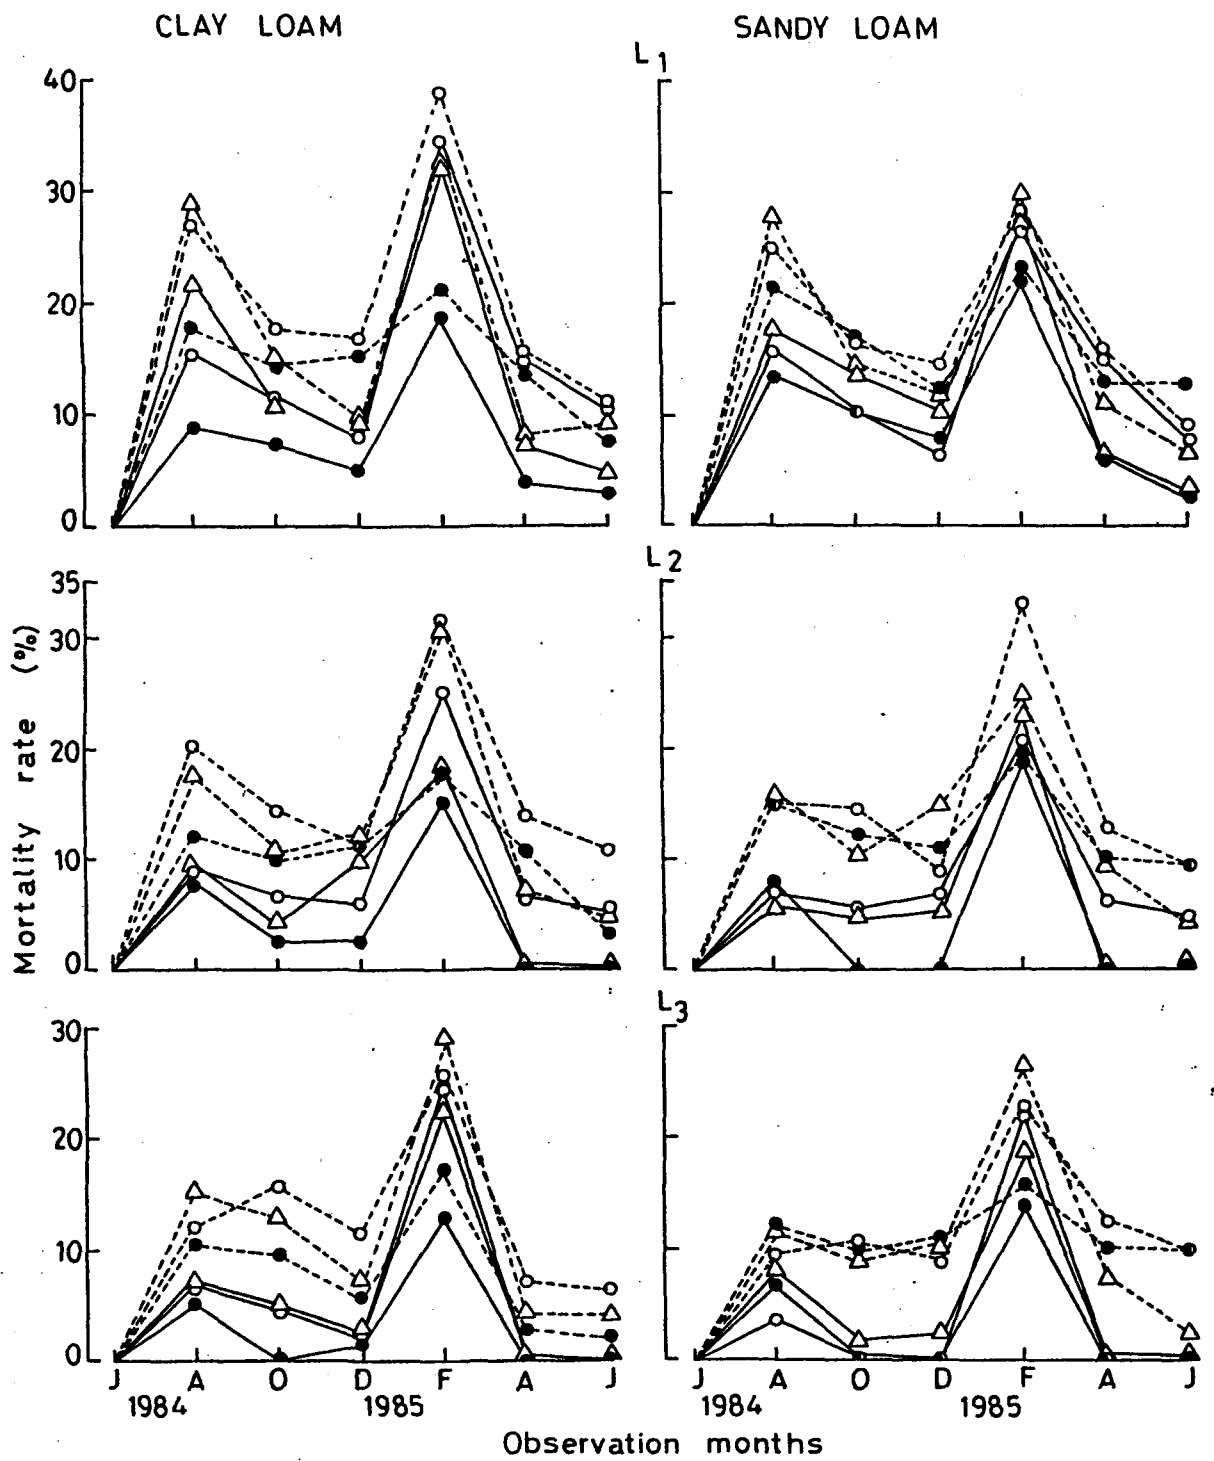 CLAY LOAM
SANDY LOAM
L1
40
30
20
10
0
L2
35
30
20
10
0
Mortality rate (%)
L3
30
20
10
0
J A O D F A J
J A O D F A J
1984 1985
1984 1985
Observation months